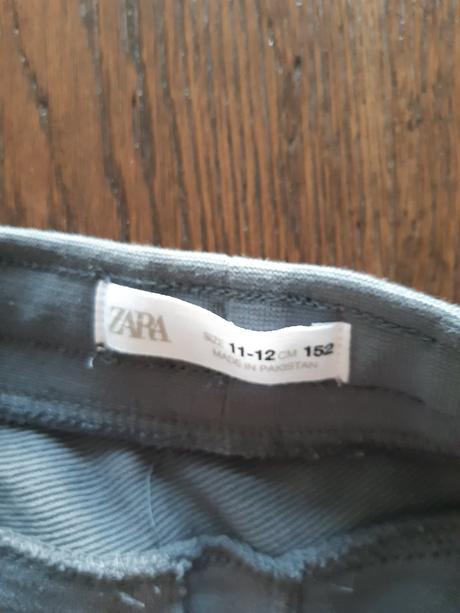 ZARA
SIZE 11-12 CM 152
MADE IN PAKISTAN